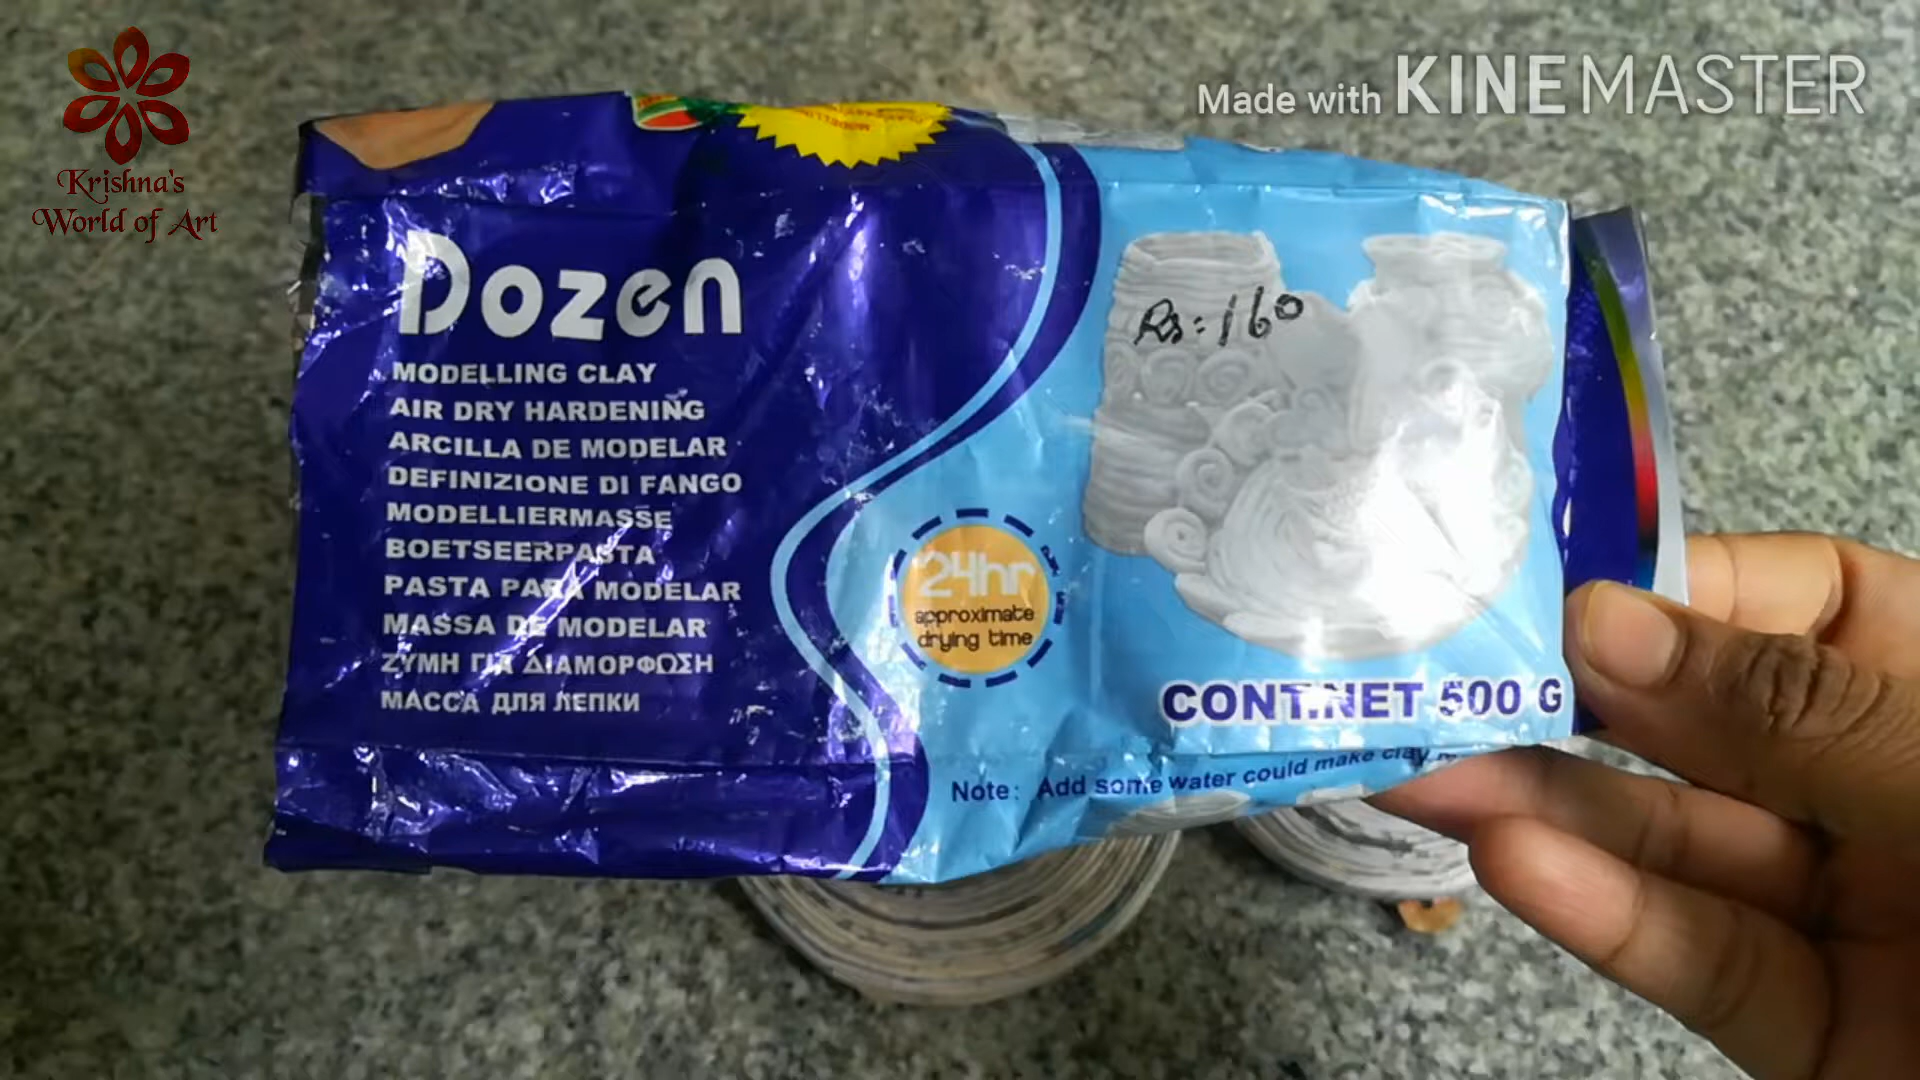 Krishna's
World of Art
Made with KINEMASTER
Dozen
MODELLING CLAY
AIR DRY HARDENING
ARCILLA DE MODELAR
DEFINIZIONE DI FANGO
MODELLIERMASSE
BOETSEERPASTA
PASTA PARA MODELAR
MASSA DE MODELAR
ΖΥΜΗ ΓΙΑ ΔΙΑΜΟΡΦΩΣΗ
МАССА ДЛЯ ЛЕПКИ
Rs: 160
24hr
approximate
drying time
CONT.NET 500 G
Note: Add some water could make clay